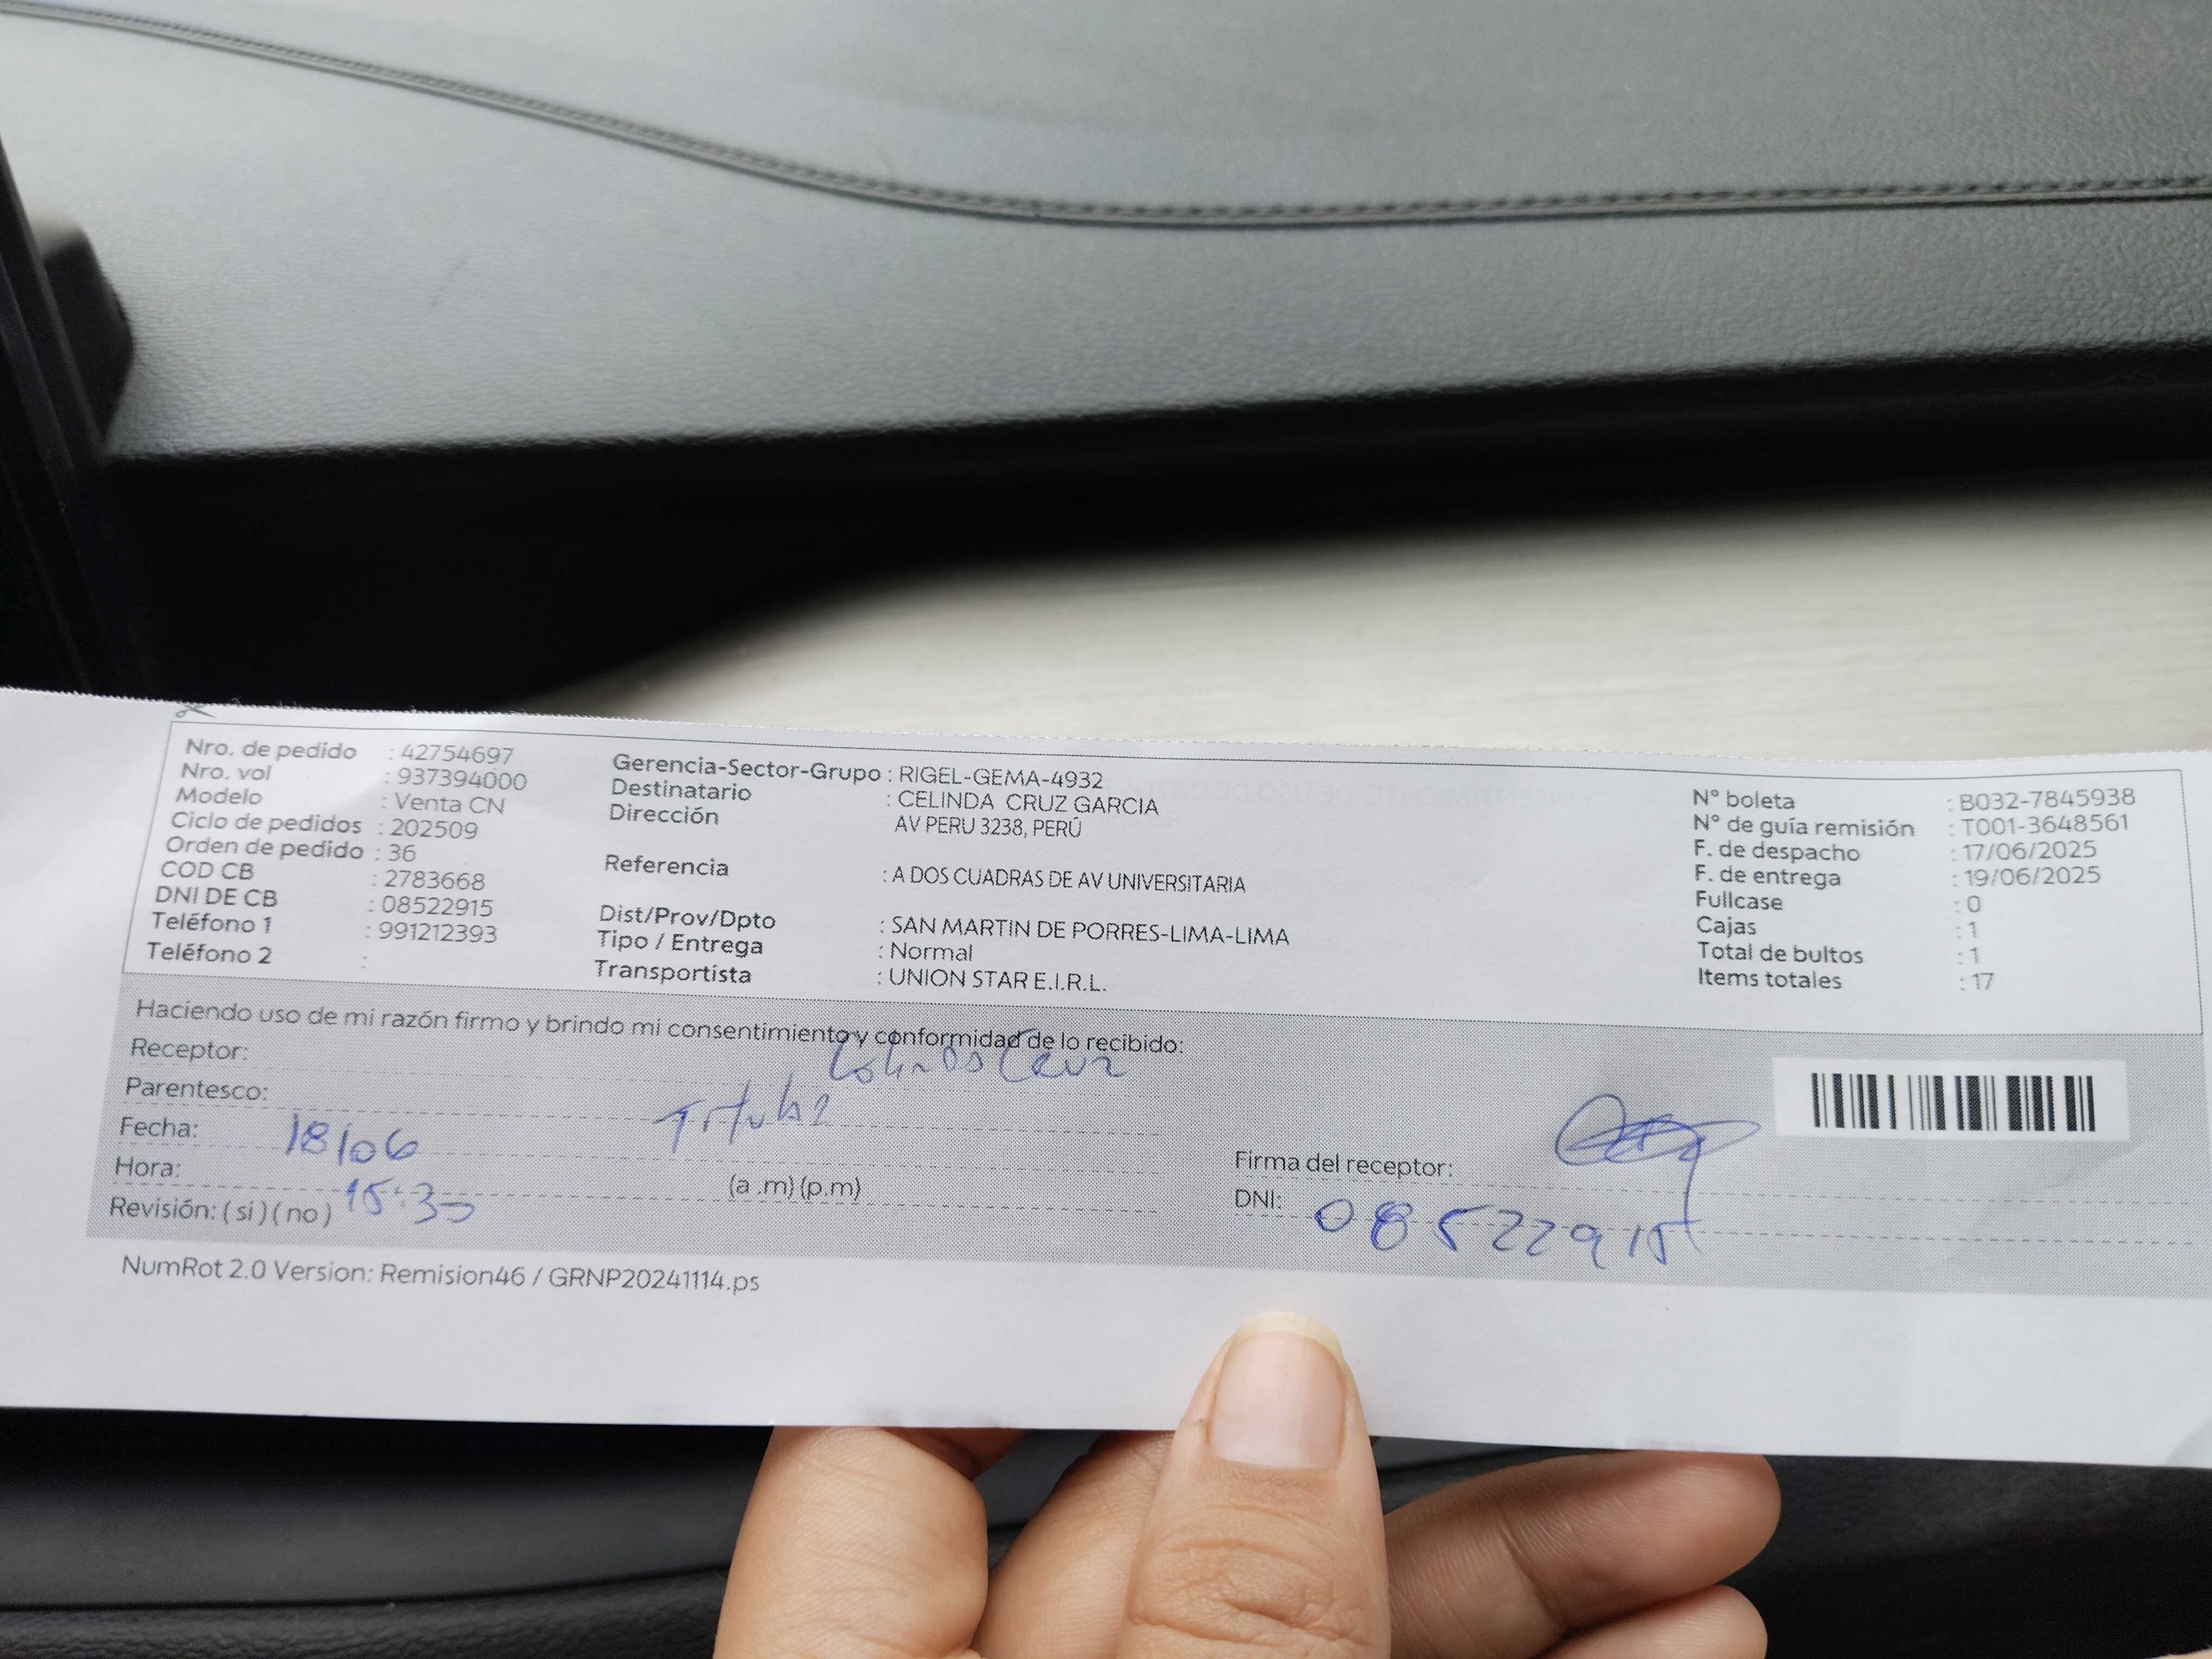 Nro. de pedido : 42754697
Nro. vol : 937394000
Modelo : Venta CN
Ciclo de pedidos : 202509
Orden de pedido : 36
COD CB : 2783668
DNI DE CB : 08522915
Teléfono 1 : 991212393
Teléfono 2 :
Gerencia-Sector-Grupo : RIGEL-GEMA-4932
Destinatario : CELINDA CRUZ GARCIA
Dirección AV PERU 3238, PERÚ
Referencia : A DOS CUADRAS DE AV UNIVERSITARIA
Dist/Prov/Dpto : SAN MARTIN DE PORRES-LIMA-LIMA
Tipo / Entrega : Normal
Transportista : UNION STAR E.I.R.L.
N° boleta : B032-7845938
N° de guía remisión : T001-3648561
F. de despacho : 17/06/2025
F. de entrega : 19/06/2025
Fullcase : 0
Cajas : 1
Total de bultos : 1
Items totales : 17
Haciendo uso de mi razón firmo y brindo mi consentimiento y conformidad de lo recibido:
Receptor: Cruz
Parentesco:
Fecha: 18/06
Hora: 15:30 (a .m) (p.m)
Revisión: ( si ) ( no )
Firma del receptor:
DNI: 08522915
NumRot 2.0 Version: Remision46 / GRNP20241114.ps